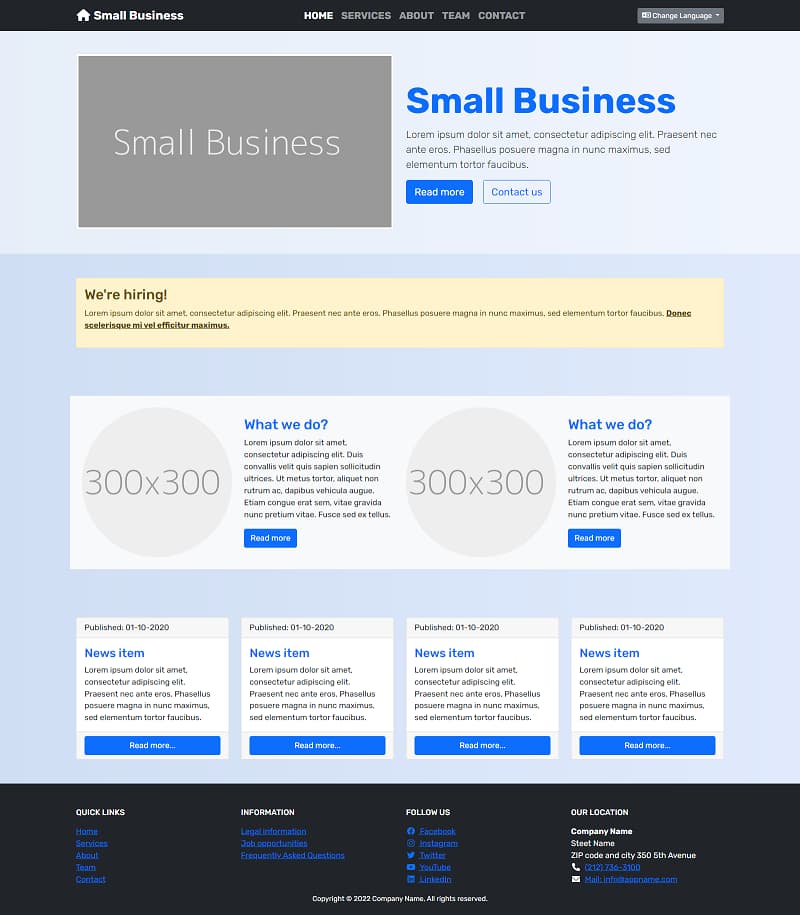 Small Business
HOME SERVICES ABOUT TEAM CONTACT
Change Language
Small Business
Small Business
Lorem ipsum dolor sit amet, consectetur adipiscing elit. Praesent nec
ante eros. Phasellus posuere magna in nunc maximus, sed
elementum tortor faucibus.
Read more
Contact us
We're hiring!
Lorem ipsum dolor sit amet, consectetur adipiscing elit. Praesent nec ante eros. Phasellus posuere magna in nunc maximus, sed elementum tortor faucibus. Donec
scelerisque mi vel efficitur maximus.
300x300
What we do?
Lorem ipsum dolor sit amet,
consectetur adipiscing elit. Duis
convallis velit quis sapien sollicitudin
ultrices. Ut metus tortor, aliquet non
rutrum ac, dapibus vehicula augue.
Etiam congue erat sem, vitae gravida
nunc pretium vitae. Fusce sed ex tellus.
Read more
300x300
What we do?
Lorem ipsum dolor sit amet,
consectetur adipiscing elit. Duis
convallis velit quis sapien sollicitudin
ultrices. Ut metus tortor, aliquet non
rutrum ac, dapibus vehicula augue.
Etiam congue erat sem, vitae gravida
nunc pretium vitae. Fusce sed ex tellus.
Read more
Published: 01-10-2020
News item
Lorem ipsum dolor sit amet,
consectetur adipiscing elit.
Praesent nec ante eros. Phasellus
posuere magna in nunc maximus,
sed elementum tortor faucibus.
Read more...
Published: 01-10-2020
News item
Lorem ipsum dolor sit amet,
consectetur adipiscing elit.
Praesent nec ante eros. Phasellus
posuere magna in nunc maximus,
sed elementum tortor faucibus.
Read more...
Published: 01-10-2020
News item
Lorem ipsum dolor sit amet,
consectetur adipiscing elit.
Praesent nec ante eros. Phasellus
posuere magna in nunc maximus,
sed elementum tortor faucibus.
Read more...
Published: 01-10-2020
News item
Lorem ipsum dolor sit amet,
consectetur adipiscing elit.
Praesent nec ante eros. Phasellus
posuere magna in nunc maximus,
sed elementum tortor faucibus.
Read more...
QUICK LINKS
Home
Services
About
Team
Contact
INFORMATION
Legal information
Job opportunities
Frequently Asked Questions
FOLLOW US
Facebook
Instagram
Twitter
YouTube
LinkedIn
OUR LOCATION
Company Name
Steet Name
ZIP code and city 350 5th Avenue
(212) 736-3100
Mail: info@appname.com
Copyright © 2022 Company Name, All rights reserved.